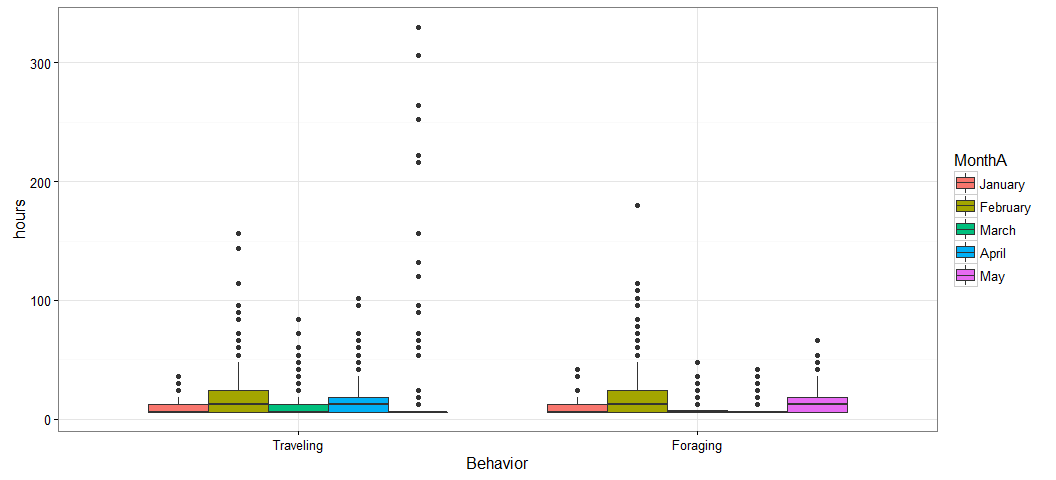 300
200
100
0
hours
Traveling
Foraging
Behavior
MonthA
January
February
March
April
May